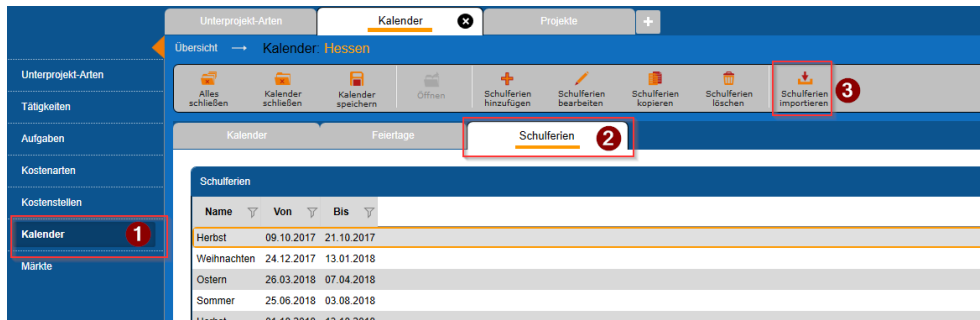 Unterprojekt-Arten Kalender Projekte
Übersicht → Kalender: Hessen
Alles schließen
Kalender schließen
Kalender speichern
Öffnen
Schulferien hinzufügen
Schulferien bearbeiten
Schulferien kopieren
Schulferien löschen
Schulferien importieren
3
Unterprojekt-Arten
Tätigkeiten
Aufgaben
Kostenarten
Kostenstellen
Kalender 1
Märkte
Kalender Feiertage Schulferien 2
Schulferien
Name Von Bis
Herbst 09.10.2017 21.10.2017
Weihnachten 24.12.2017 13.01.2018
Ostern 26.03.2018 07.04.2018
Sommer 25.06.2018 03.08.2018